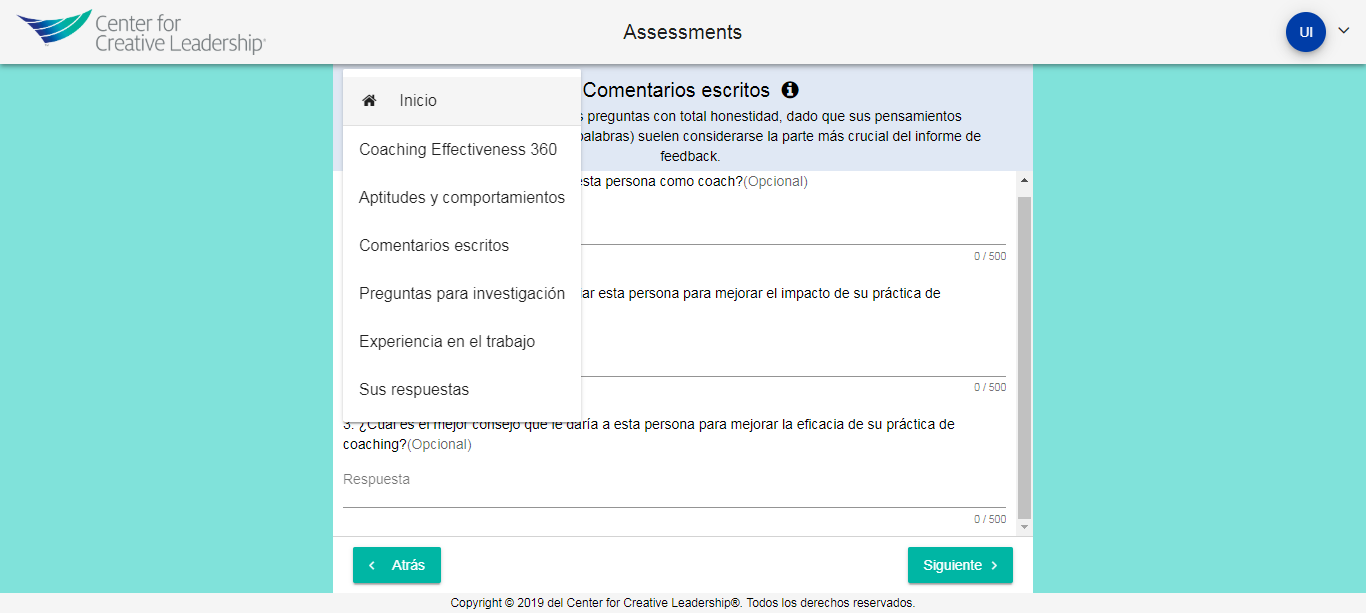 Center for
Creative Leadership®
Assessments
UI
Inicio
Coaching Effectiveness 360
Aptitudes y comportamientos
Comentarios escritos
Preguntas para investigación
Experiencia en el trabajo
Sus respuestas
Comentarios escritos
preguntas con total honestidad, dado que sus pensamientos
palabras) suelen considerarse la parte más crucial del informe de
feedback.
esta persona como coach?(Opcional)
0 / 500
esta persona para mejorar el impacto de su práctica de
0 / 500
3. ¿Cuál es el mejor consejo que le daría a esta persona para mejorar la eficacia de su práctica de
coaching?(Opcional)
Respuesta
0 / 500
Atrás
Siguiente
Copyright © 2019 del Center for Creative Leadership®. Todos los derechos reservados.